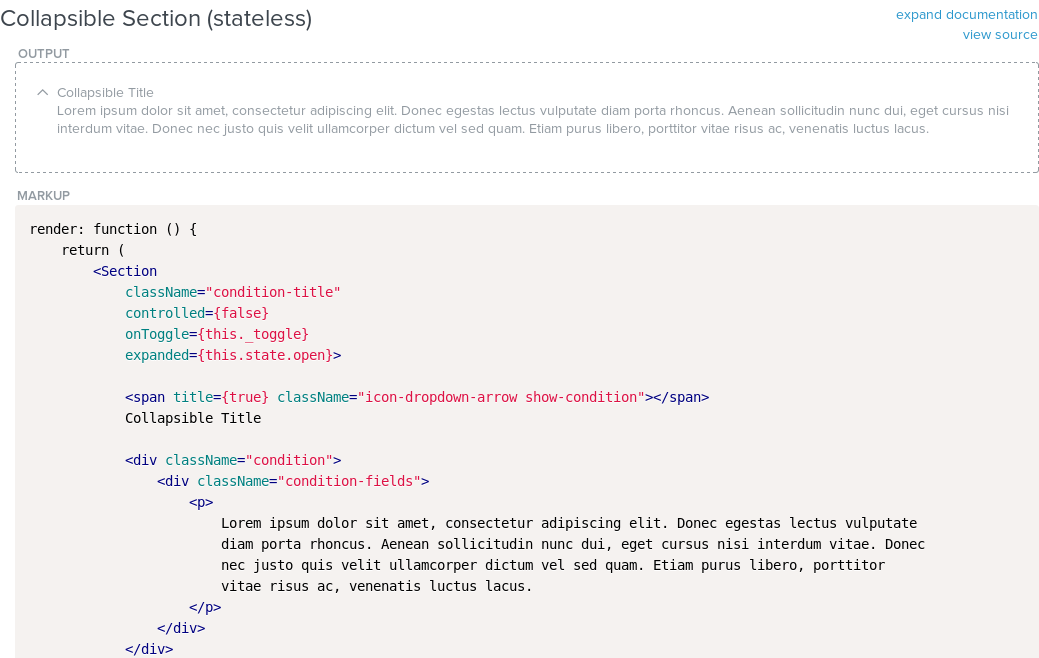 Collapsible Section (stateless)
expand documentation
view source
OUTPUT
Collapsible Title
Lorem ipsum dolor sit amet, consectetur adipiscing elit. Donec egestas lectus vulputate diam porta rhoncus. Aenean sollicitudin nunc dui, eget cursus nisi
interdum vitae. Donec nec justo quis velit ullamcorper dictum vel sed quam. Etiam purus libero, porttitor vitae risus ac, venenatis luctus lacus.
MARKUP
render: function () {
    return (
        <Section
            className="condition-title"
            controlled={false}
            onToggle={this._toggle}
            expanded={this.state.open}>

            <span title={true} className="icon-dropdown-arrow show-condition"></span>
            Collapsible Title

            <div className="condition">
                <div className="condition-fields">
                    <p>
                        Lorem ipsum dolor sit amet, consectetur adipiscing elit. Donec egestas lectus vulputate
                        diam porta rhoncus. Aenean sollicitudin nunc dui, eget cursus nisi interdum vitae. Donec
                        nec justo quis velit ullamcorper dictum vel sed quam. Etiam purus libero, porttitor
                        vitae risus ac, venenatis luctus lacus.
                    </p>
                </div>
            </div>